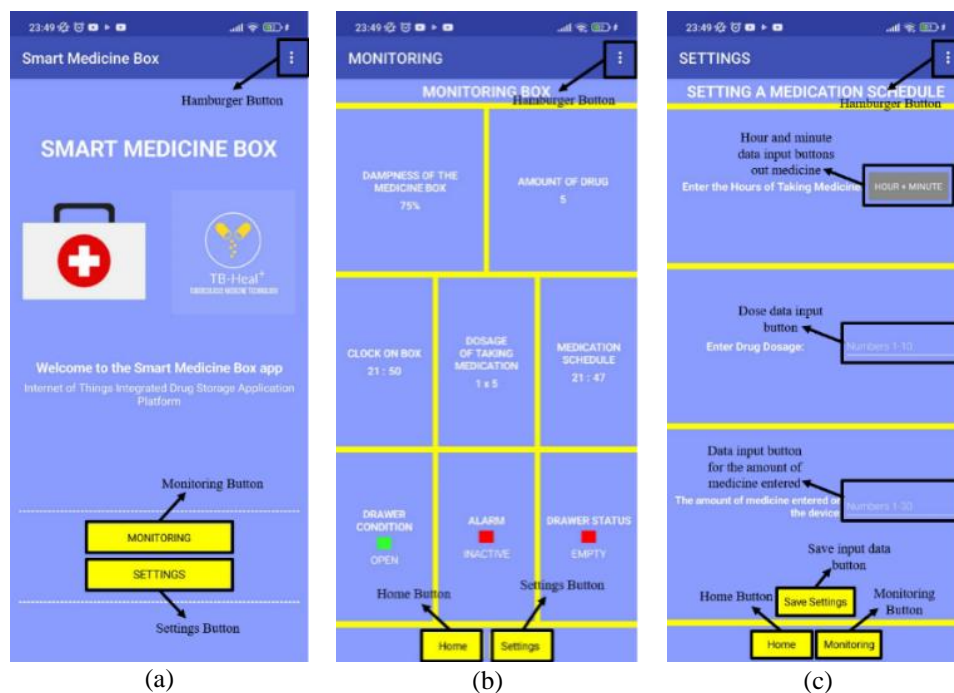 23:49
Smart Medicine Box
Hamburger Button
SMART MEDICINE BOX
TB-Heal+
TUBERCULOSIS MEDICINE TECHNOLOGY
Welcome to the Smart Medicine Box app
Internet of Things Integrated Drug Storage Application
Platform
Monitoring Button
MONITORING
SETTINGS
Settings Button
(a)
23:49
MONITORING
MONITORING BOX
Hamburger Button
DAMPNESS OF THE
MEDICINE BOX
75%
AMOUNT OF DRUG
5
CLOCK ON BOX
21 : 50
DOSAGE
OF TAKING
MEDICATION
1 x 5
MEDICATION
SCHEDULE
21 : 47
DRAWER
CONDITION
OPEN
ALARM
INACTIVE
DRAWER STATUS
EMPTY
Home Button
Settings Button
Home
Settings
(b)
23:49
SETTINGS
SETTING A MEDICATION SCHEDULE
Hamburger Button
Hour and minute
data input buttons
out medicine
Enter the Hours of Taking Medicine
HOUR + MINUTE
Dose data input
button
Enter Drug Dosage:
Numbers 1-10
Data input button
for the amount of
medicine entered
The amount of medicine entered on
the device
Numbers 1-30
Save input data
button
Home Button
Save Settings
Monitoring
Button
Home
Monitoring
(c)